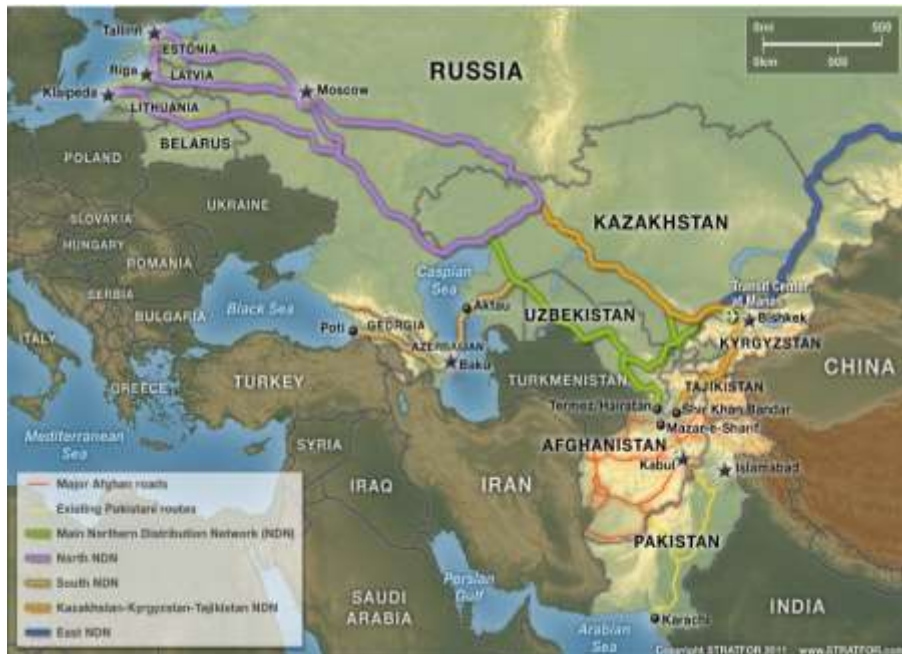 0mi 500
0km 500
Tallinn
ESTONIA
Riga
LATVIA
Klaipeda
LITHUANIA
Moscow
RUSSIA
BELARUS
POLAND
UKRAINE
SLOVAKIA
HUNGARY
ROMANIA
SERBIA
BULGARIA
ITALY
GREECE
Black Sea
Caspian
Sea
KAZAKHSTAN
Aktau
Poti
GEORGIA
AZERBAIJAN
Baku
UZBEKISTAN
Transit Center
at Manas
Bishkek
KYRGYZSTAN
CHINA
TURKEY
TURKMENISTAN
TAJIKISTAN
Termez/Hairatan
Shir Khan Bandar
Mazar-e-Sharif
AFGHANISTAN
Kabul
Islamabad
Mediterranean
Sea
SYRIA
IRAQ
IRAN
PAKISTAN
Persian
Gulf
SAUDI
ARABIA
Karachi
INDIA
Arabian
Sea
Major Afghan roads
Existing Pakistani routes
Main Northern Distribution Network (NDN)
North NDN
South NDN
Kazakhstan-Kyrgyzstan-Tajikistan NDN
East NDN
Copyright STRATFOR 2011 www.STRATFOR.com